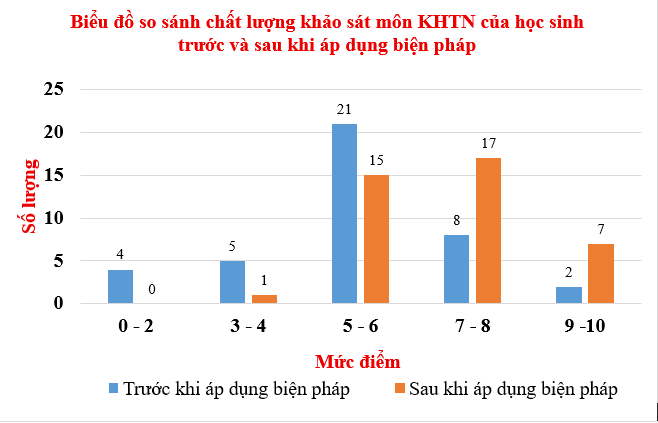 Biểu đồ so sánh chất lượng khảo sát môn KHTN của học sinh
trước và sau khi áp dụng biện pháp
25
20
15
10
5
0
Số lượng
4
0
5
1
21
15
8
17
2
7
0 - 2
3 - 4
5 - 6
7 - 8
9 -10
Mức điểm
Trước khi áp dụng biện pháp
Sau khi áp dụng biện pháp